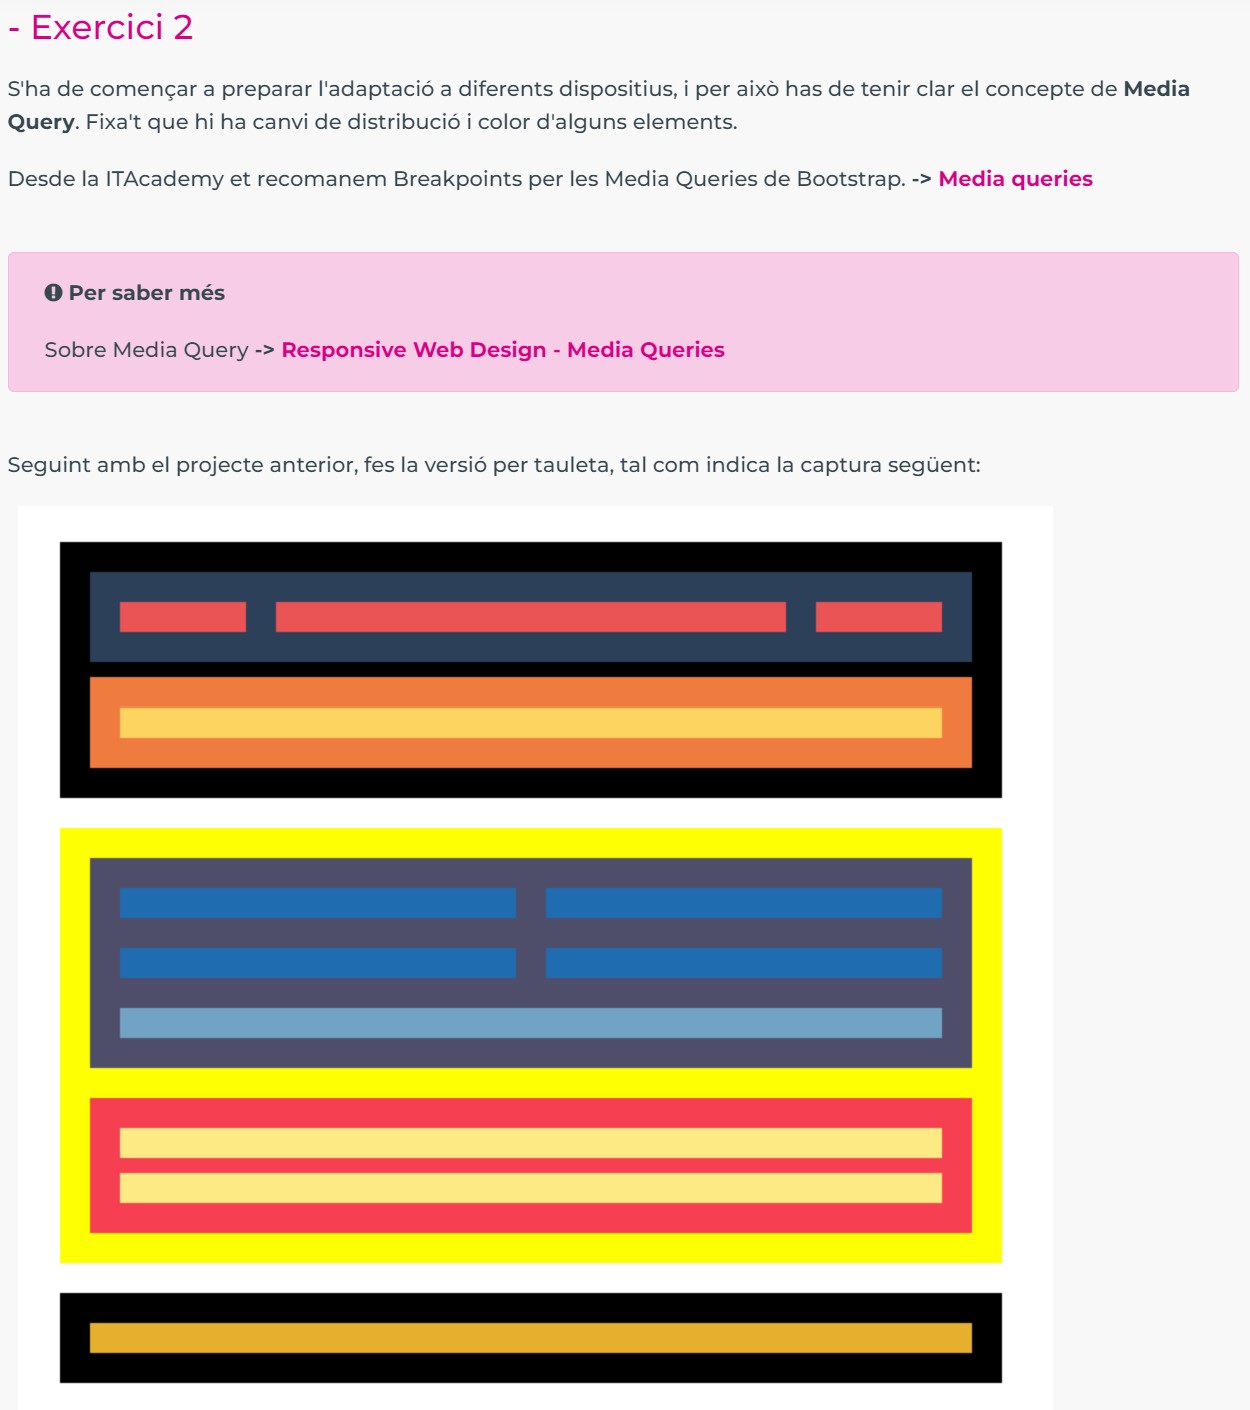 - Exercici 2
S'ha de començar a preparar l'adaptació a diferents dispositius, i per això has de tenir clar el concepte de Media
Query. Fixa't que hi ha canvi de distribució i color d'alguns elements.
Desde la ITAcademy et recomanem Breakpoints per les Media Queries de Bootstrap. -> Media queries
Per saber més
Sobre Media Query -> Responsive Web Design - Media Queries
Seguint amb el projecte anterior, fes la versió per tauleta, tal com indica la captura següent: